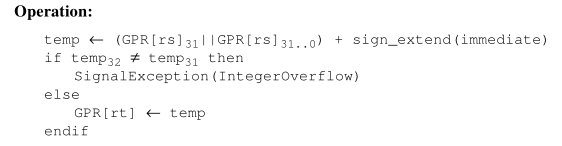 Operation:
temp ← (GPR[rs]₃₁||GPR[rs]₃₁..₀) + sign_extend(immediate)
if temp₃₂ ≠ temp₃₁ then
SignalException(IntegerOverflow)
else
GPR[rt] ← temp
endif